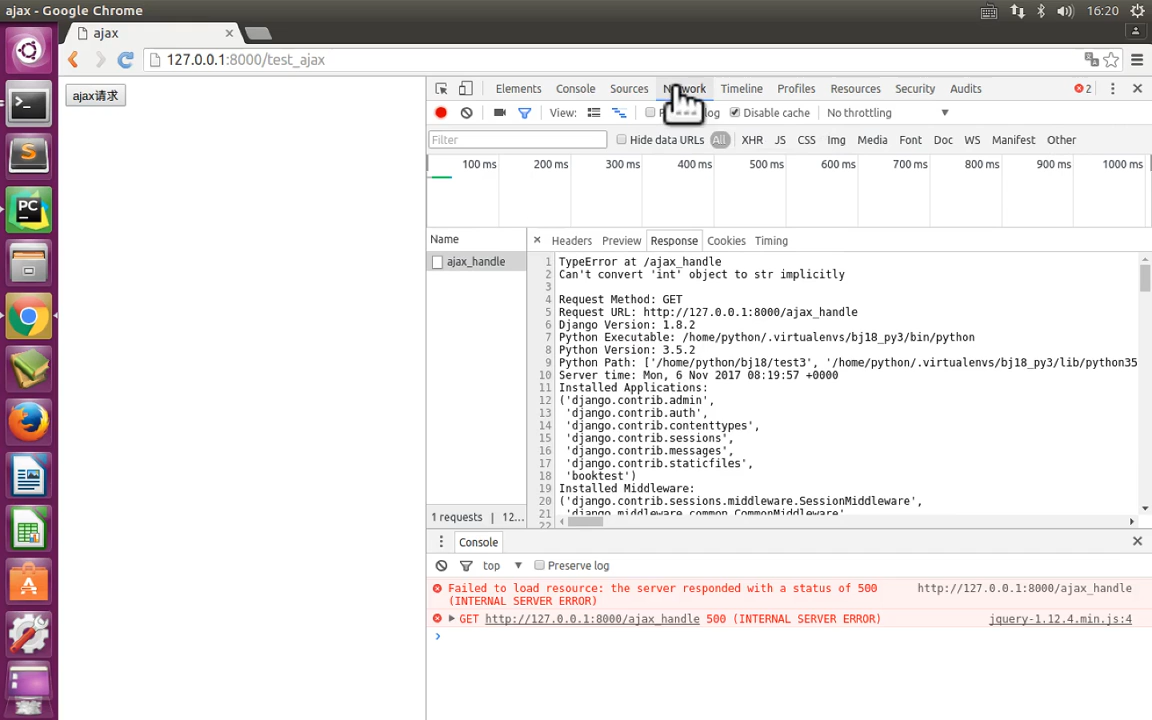 ajax - Google Chrome
16:20
ajax
127.0.0.1:8000/test_ajax
ajax请求
Elements Console Sources Network Timeline Profiles Resources Security Audits 2
View: log Disable cache No throttling
Filter Hide data URLs All XHR JS CSS Img Media Font Doc WS Manifest Other
100 ms 200 ms 300 ms 400 ms 500 ms 600 ms 700 ms 800 ms 900 ms 1000 ms
Name
Headers Preview Response Cookies Timing
ajax_handle
1 TypeError at /ajax_handle
2 Can't convert 'int' object to str implicitly
3
4 Request Method: GET
5 Request URL: http://127.0.0.1:8000/ajax_handle
6 Django Version: 1.8.2
7 Python Executable: /home/python/.virtualenvs/bj18_py3/bin/python
8 Python Version: 3.5.2
9 Python Path: ['/home/python/bj18/test3', '/home/python/.virtualenvs/bj18_py3/lib/python35
10 Server time: Mon, 6 Nov 2017 08:19:57 +0000
11 Installed Applications:
12 ('django.contrib.admin',
13 'django.contrib.auth',
14 'django.contrib.contenttypes',
15 'django.contrib.sessions',
16 'django.contrib.messages',
17 'django.contrib.staticfiles',
18 'booktest')
19 Installed Middleware:
20 ('django.contrib.sessions.middleware.SessionMiddleware',
21 'django.middleware.common.CommonMiddleware',
22
1 requests | 12...
Console
top Preserve log
Failed to load resource: the server responded with a status of 500 http://127.0.0.1:8000/ajax_handle
(INTERNAL SERVER ERROR)
GET http://127.0.0.1:8000/ajax_handle 500 (INTERNAL SERVER ERROR) jquery-1.12.4.min.js:4